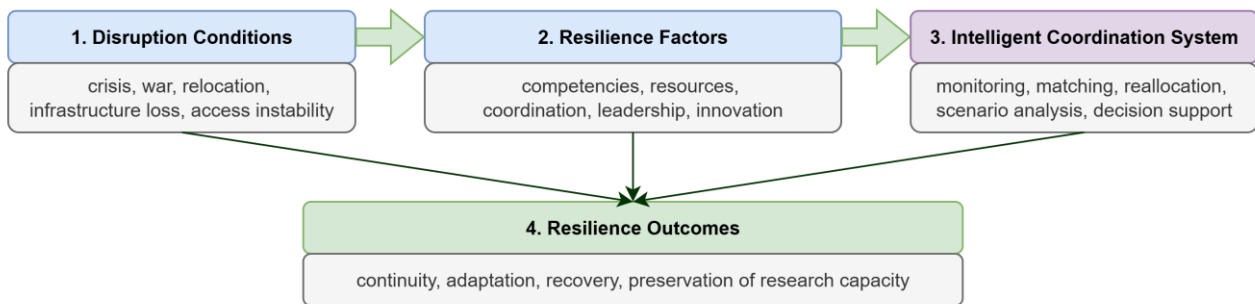 1. Disruption Conditions
crisis, war, relocation,
infrastructure loss, access instability
2. Resilience Factors
competencies, resources,
coordination, leadership, innovation
3. Intelligent Coordination System
monitoring, matching, reallocation,
scenario analysis, decision support
4. Resilience Outcomes
continuity, adaptation, recovery, preservation of research capacity